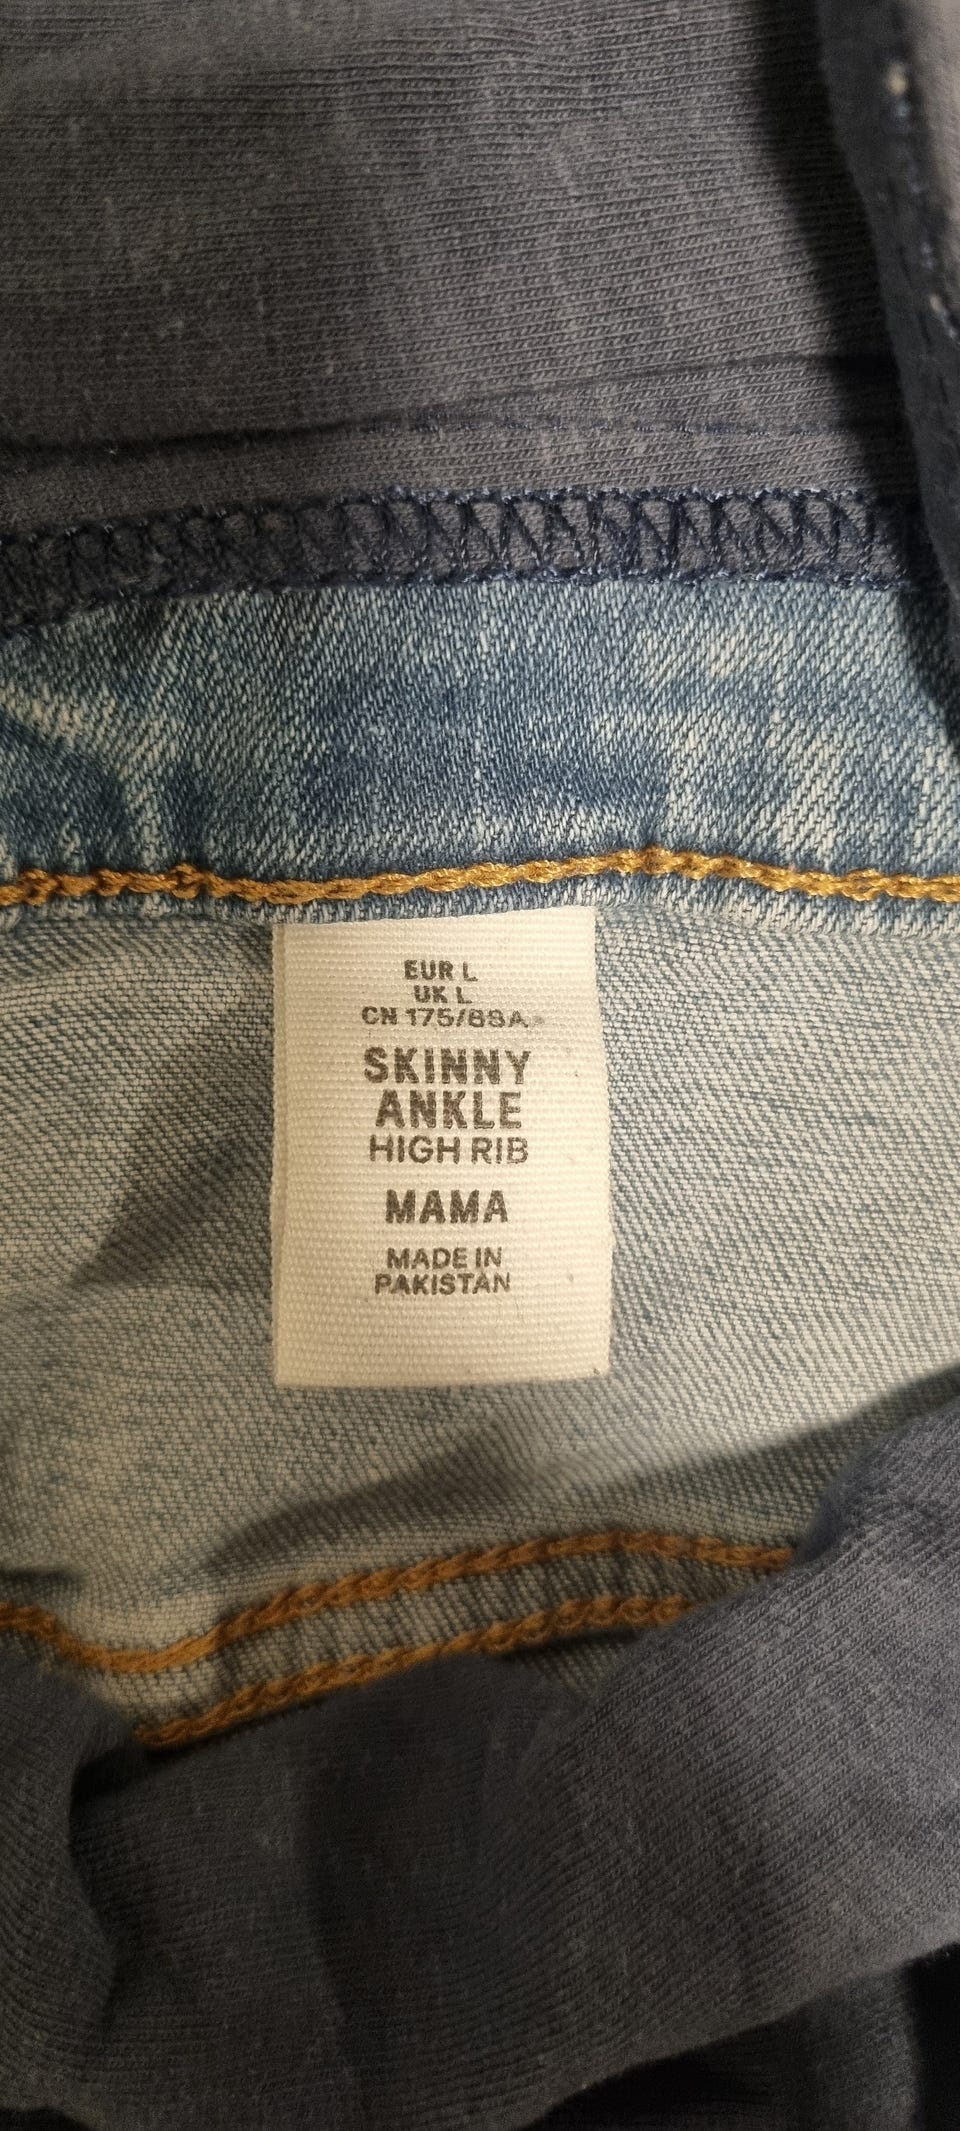 EUR L
UK L
CN 175/88A
SKINNY
ANKLE
HIGH RIB
MAMA
MADE IN
PAKISTAN